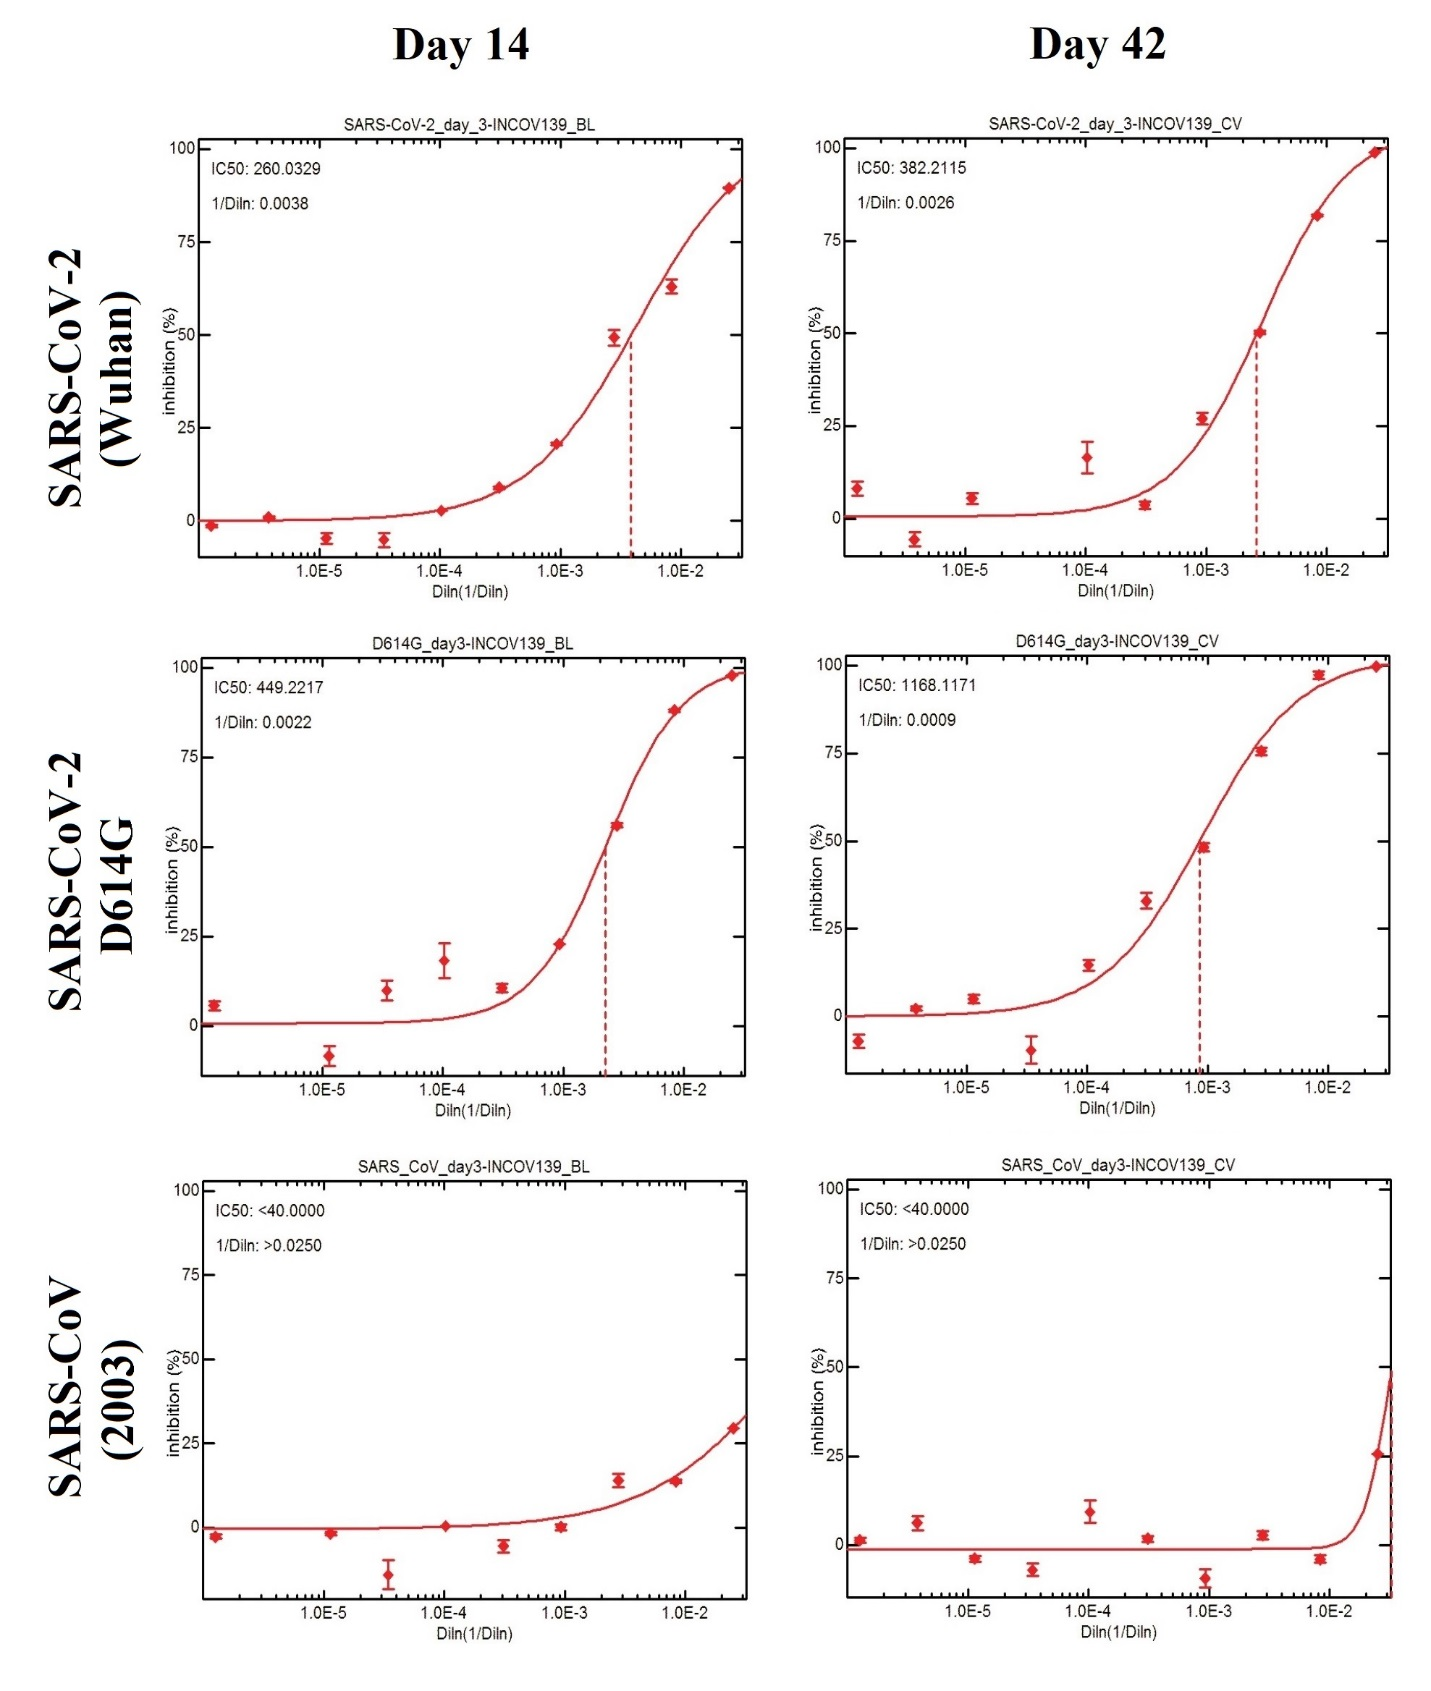 Day 14
Day 42
SARS-CoV-2
(Wuhan)
SARS-CoV-2_day_3-INCOV139_BL
IC50: 260.0329
1/Diln: 0.0038
100
75
50
25
0
inhibition (%)
1.0E-5 1.0E-4 1.0E-3 1.0E-2
Diln(1/Diln)
SARS-CoV-2_day_3-INCOV139_CV
IC50: 382.2115
1/Diln: 0.0026
100
75
50
25
0
inhibition (%)
1.0E-5 1.0E-4 1.0E-3 1.0E-2
Diln(1/Diln)
SARS-CoV-2
D614G
D614G_day3-INCOV139_BL
IC50: 449.2217
1/Diln: 0.0022
100
75
50
25
0
inhibition (%)
1.0E-5 1.0E-4 1.0E-3 1.0E-2
Diln(1/Diln)
D614G_day3-INCOV139_CV
IC50: 1168.1171
1/Diln: 0.0009
100
75
50
25
0
inhibition (%)
1.0E-5 1.0E-4 1.0E-3 1.0E-2
Diln(1/Diln)
SARS-CoV
(2003)
SARS_CoV_day3-INCOV139_BL
IC50: <40.0000
1/Diln: >0.0250
100
75
50
25
0
inhibition (%)
1.0E-5 1.0E-4 1.0E-3 1.0E-2
Diln(1/Diln)
SARS_CoV_day3-INCOV139_CV
IC50: <40.0000
1/Diln: >0.0250
100
75
50
25
0
inhibition (%)
1.0E-5 1.0E-4 1.0E-3 1.0E-2
Diln(1/Diln)